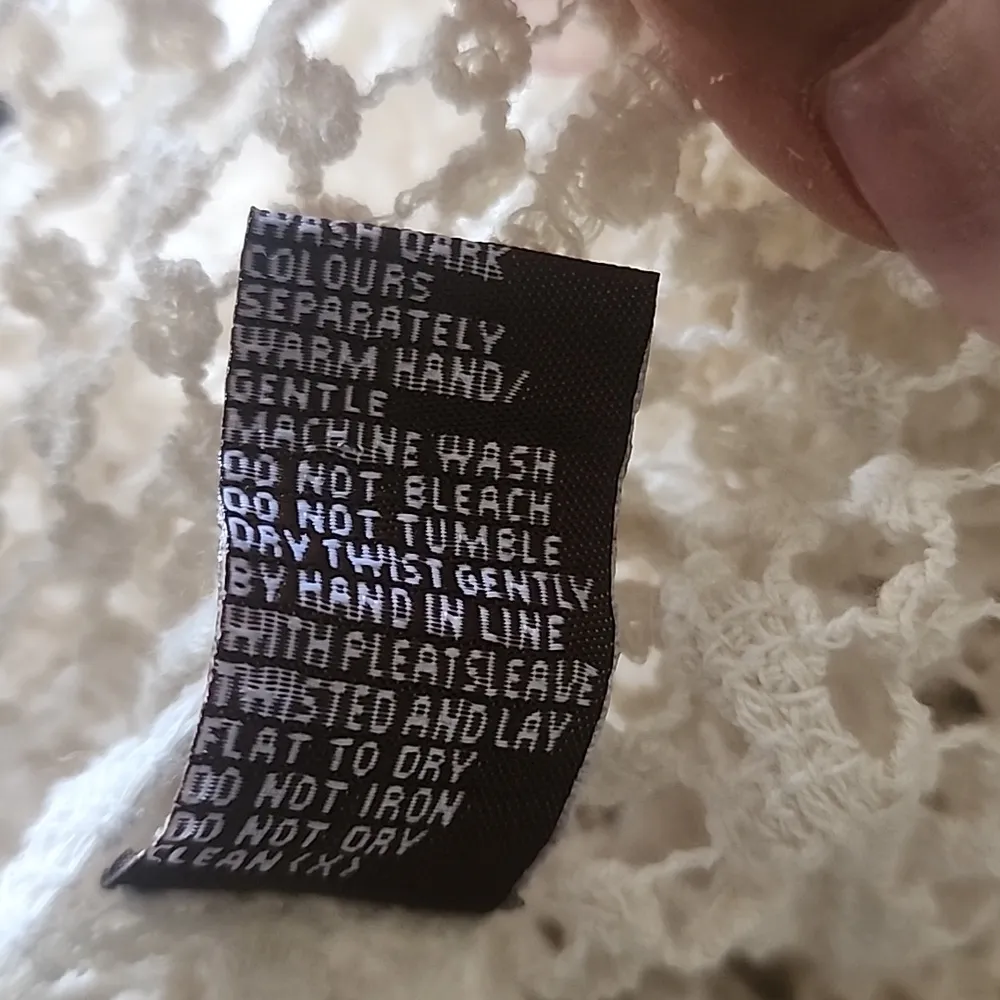 WASH DARK
COLOURS
SEPARATELY
WARM HAND/
GENTLE
MACHINE WASH
DO NOT BLEACH
DO NOT TUMBLE
DRY TWIST GENTLY
BY HAND IN LINE
WITH PLEATS LEAVE
TWISTED AND LAY
FLAT TO DRY
DO NOT IRON
DO NOT DRY
CLEAN (X)